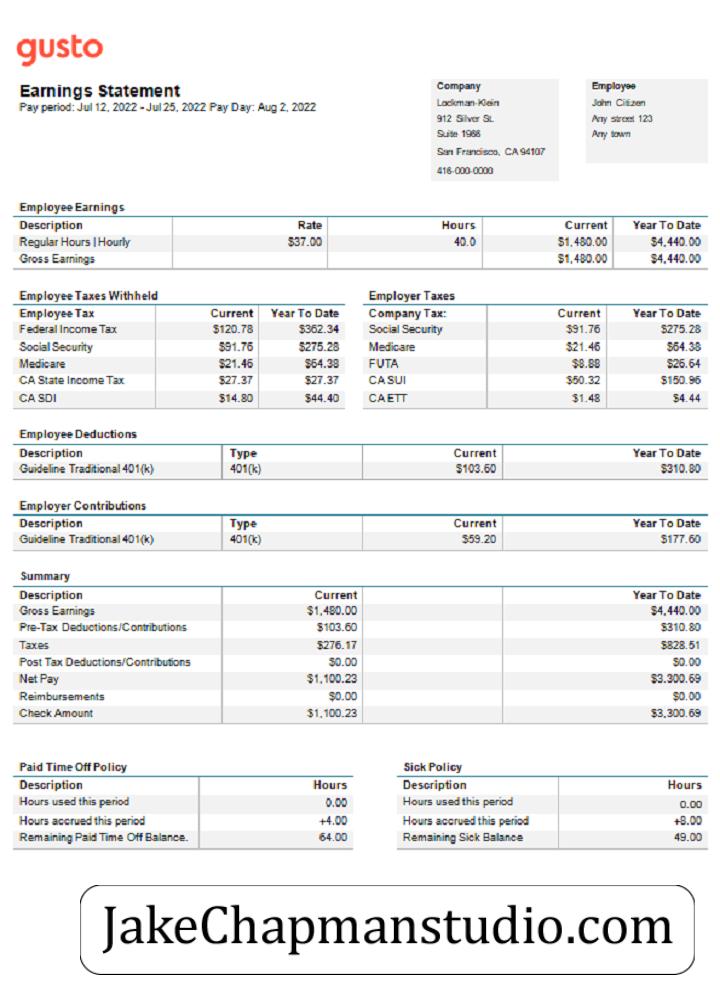 gusto
Earnings Statement
Pay period: Jul 12, 2022 - Jul 25, 2022 Pay Day: Aug 2, 2022
Company
Lockman-Klein
912 Silver St.
Suite 1966
San Francisco, CA 94107
416-000-0000
Employee
John Citizen
Any street 123
Any town
Employee Earnings
Description Rate Hours Current Year To Date
Regular Hours | Hourly $37.00 40.0 $1,480.00 $4,440.00
Gross Earnings $1,480.00 $4,440.00
Employee Taxes Withheld
Employee Tax Current Year To Date
Federal Income Tax $120.78 $362.34
Social Security $91.76 $275.28
Medicare $21.46 $64.38
CA State Income Tax $27.37 $27.37
CA SDI $14.80 $44.40
Employer Taxes
Company Tax: Current Year To Date
Social Security $91.76 $275.28
Medicare $21.46 $64.38
FUTA $8.88 $26.64
CA SUI $50.32 $150.96
CA ETT $1.48 $4.44
Employee Deductions
Description Type Current Year To Date
Guideline Traditional 401(k) 401(k) $103.60 $310.80
Employer Contributions
Description Type Current Year To Date
Guideline Traditional 401(k) 401(k) $59.20 $177.60
Summary
Description Current Year To Date
Gross Earnings $1,480.00 $4,440.00
Pre-Tax Deductions/Contributions $103.60 $310.80
Taxes $276.17 $828.51
Post Tax Deductions/Contributions $0.00 $0.00
Net Pay $1,100.23 $3.300.69
Reimbursements $0.00 $0.00
Check Amount $1,100.23 $3,300.69
Paid Time Off Policy
Description Hours
Hours used this period 0.00
Hours accrued this period +4.00
Remaining Paid Time Off Balance. 64.00
Sick Policy
Description Hours
Hours used this period 0.00
Hours accrued this period +8.00
Remaining Sick Balance 49.00
JakeChapmanstudio.com